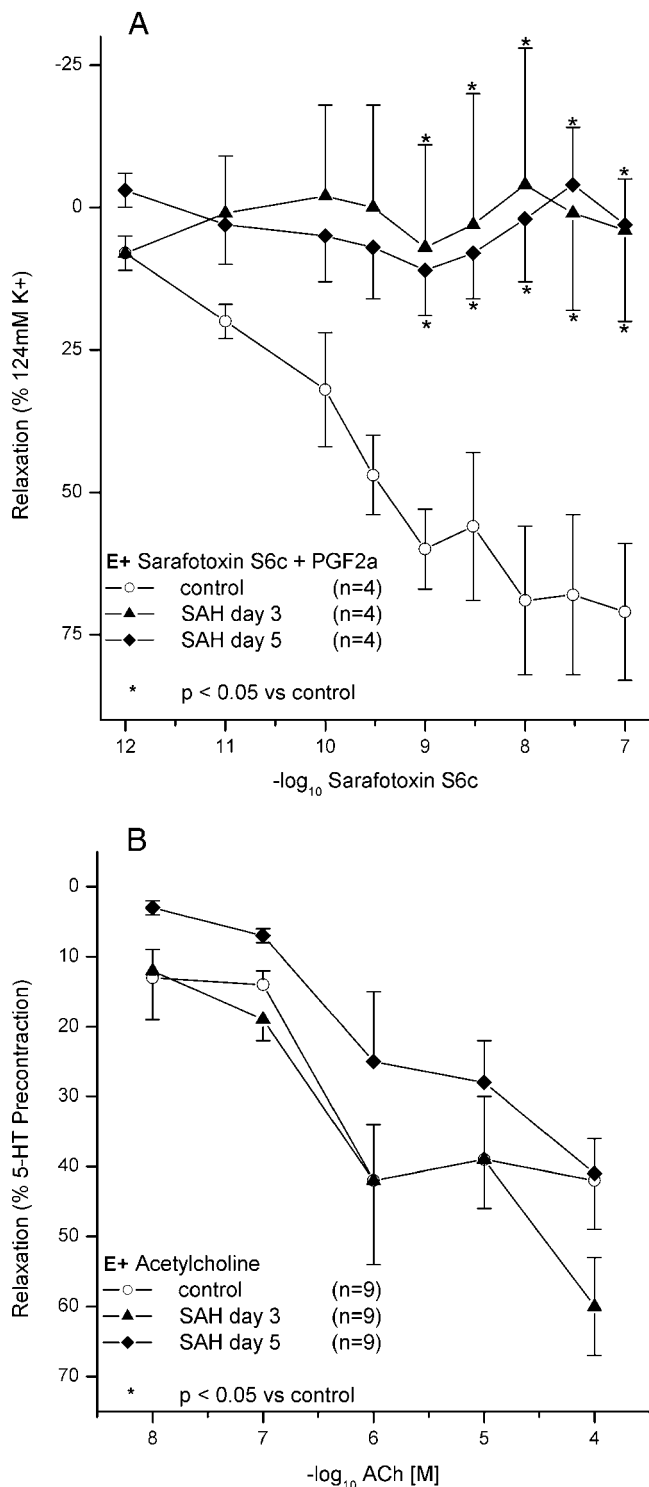 A
-25
0
25
50
75
Relaxation (% 124mM K+)
* * * * *
* * * * *
E+ Sarafotoxin S6c + PGF2a
control (n=4)
SAH day 3 (n=4)
SAH day 5 (n=4)
* p < 0.05 vs control
12 11 10 9 8 7
-log10 Sarafotoxin S6c
B
0
10
20
30
40
50
60
70
Relaxation (% 5-HT Precontraction)
E+ Acetylcholine
control (n=9)
SAH day 3 (n=9)
SAH day 5 (n=9)
* p < 0.05 vs control
8 7 6 5 4
-log10 ACh [M]